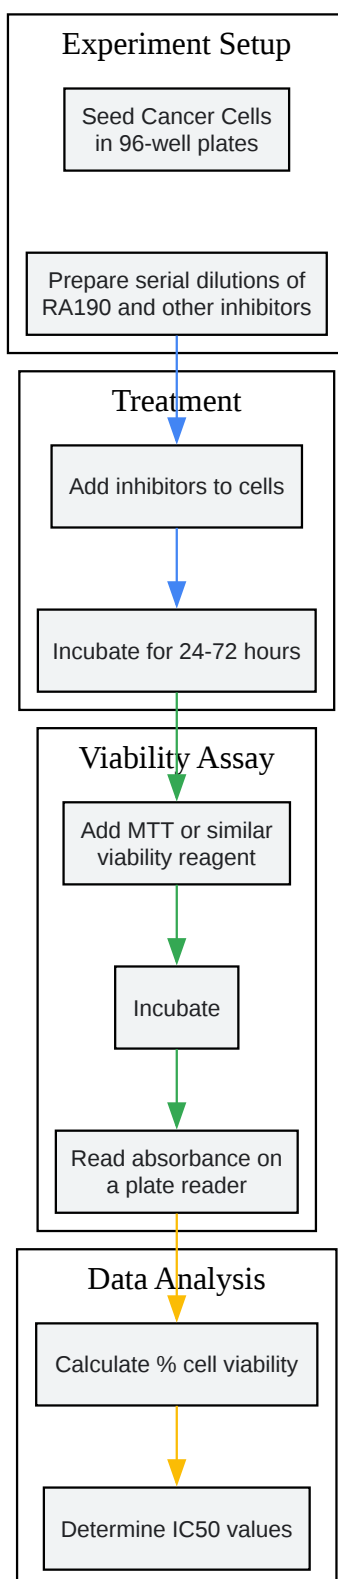 Experiment Setup
Seed Cancer Cells
in 96-well plates
Prepare serial dilutions of
RA190 and other inhibitors
Treatment
Add inhibitors to cells
Incubate for 24-72 hours
Viability Assay
Add MTT or similar
viability reagent
Incubate
Read absorbance on
a plate reader
Data Analysis
Calculate % cell viability
Determine IC50 values